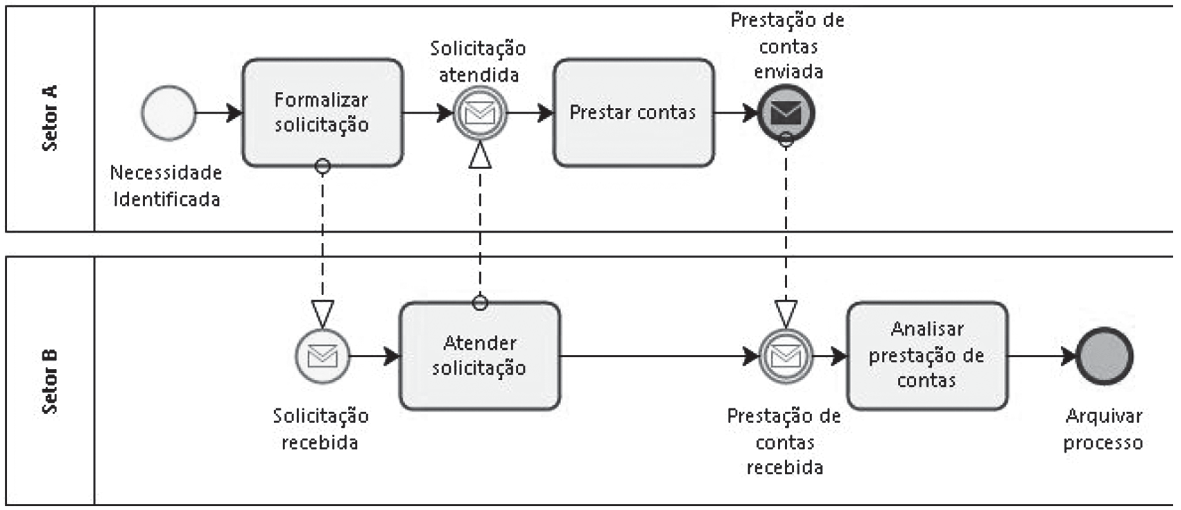 Setor A
Necessidade
Identificada
Formalizar
solicitação
Solicitação
atendida
Prestar contas
Prestação de
contas
enviada
Setor B
Solicitação
recebida
Atender
solicitação
Prestação de
contas
recebida
Analisar
prestação de
contas
Arquivar
processo